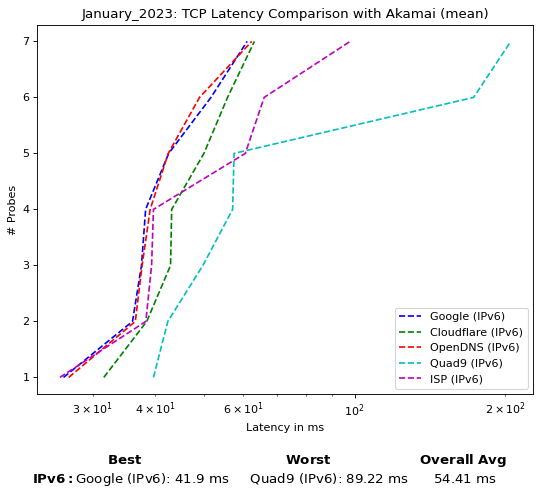 January_2023: TCP Latency Comparison with Akamai (mean)
7
6
5
4
3
2
1
# Probes
Google (IPv6)
Cloudflare (IPv6)
OpenDNS (IPv6)
Quad9 (IPv6)
ISP (IPv6)
3 × 10¹ 4 × 10¹ 6 × 10¹ 10² 2 × 10²
Latency in ms
Best Worst Overall Avg
IPv6: Google (IPv6): 41.9 ms Quad9 (IPv6): 89.22 ms 54.41 ms